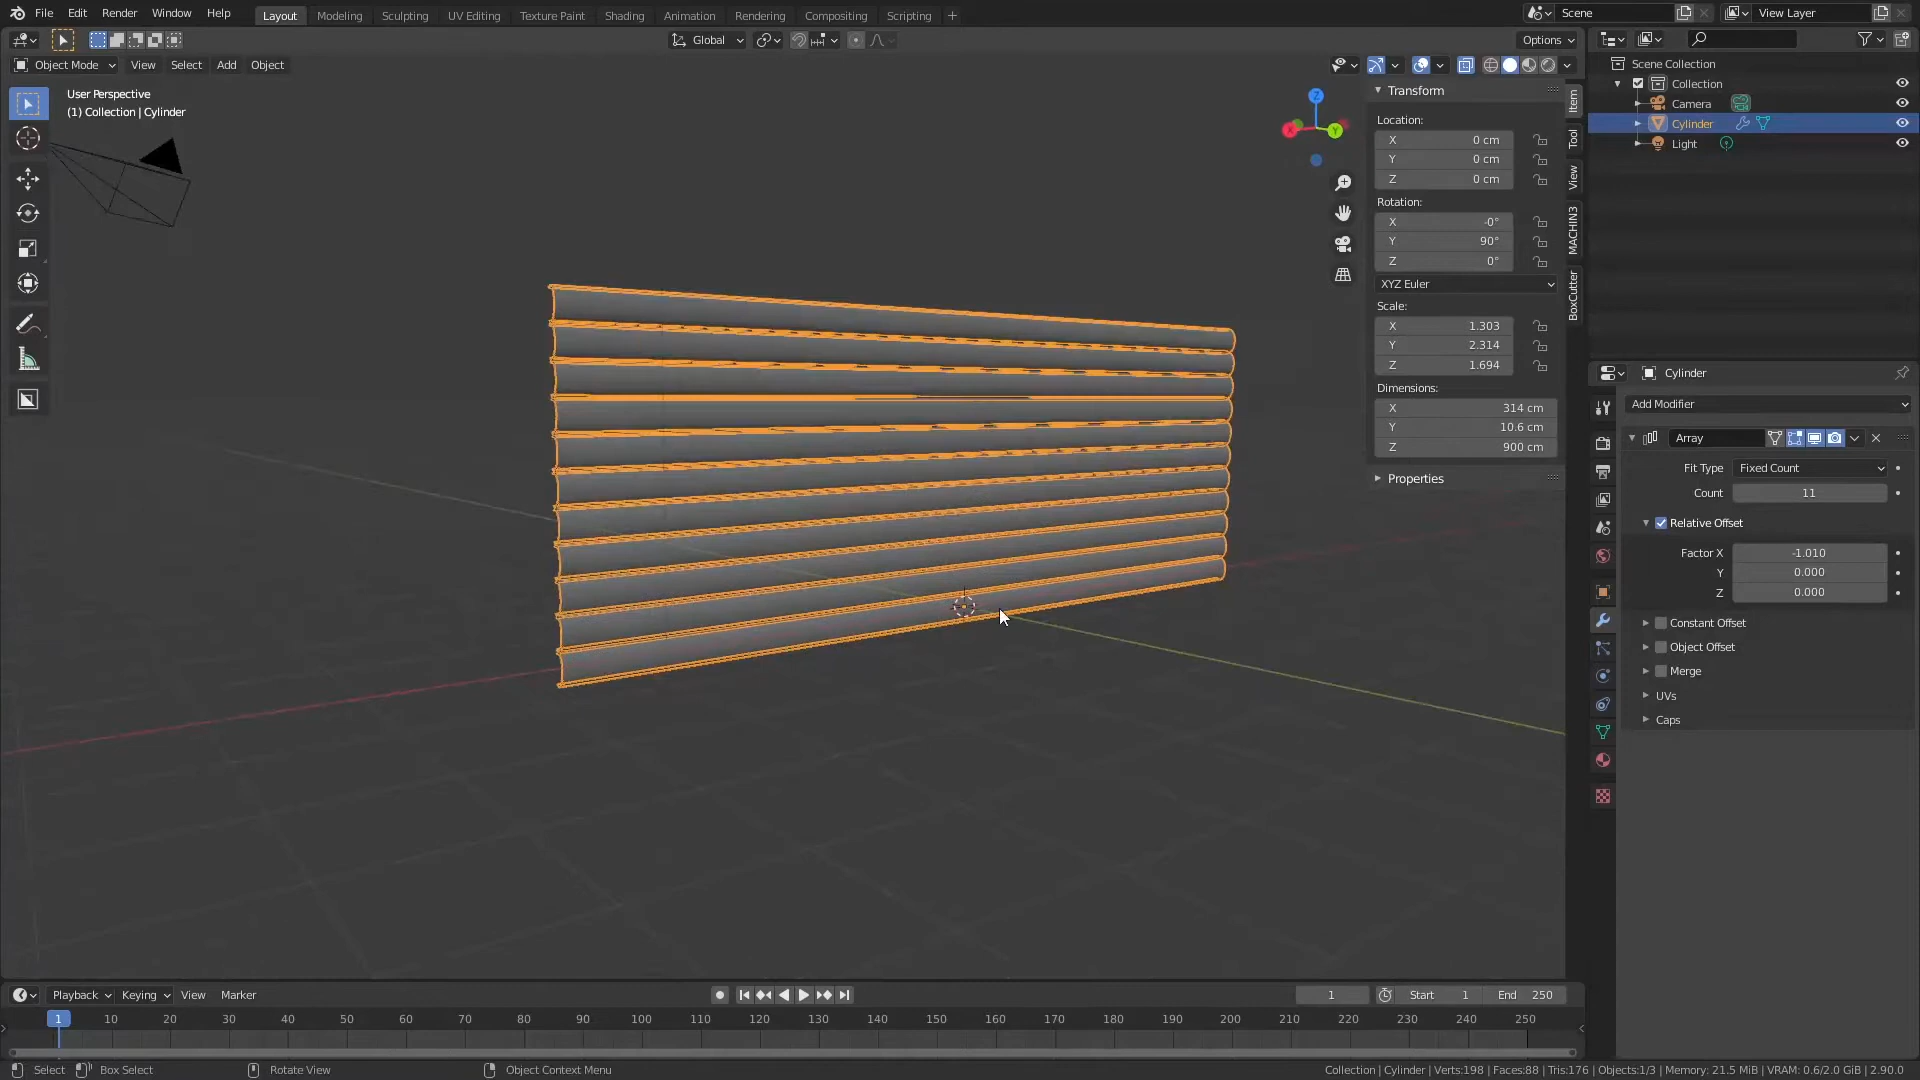 File Edit Render Window Help Layout Modeling Sculpting UV Editing Texture Paint Shading Animation Rendering Compositing Scripting + Scene View Layer
Global Options
Object Mode View Select Add Object
User Perspective
(1) Collection | Cylinder
Z
X
Y
Transform
Location:
X 0 cm
Y 0 cm
Z 0 cm
Rotation:
X -0°
Y 90°
Z 0°
XYZ Euler
Scale:
X 1.303
Y 2.314
Z 1.694
Dimensions:
X 314 cm
Y 10.6 cm
Z 900 cm
Properties
Item
Tool
View
MACHIN3
BoxCutter
Scene Collection
Collection
Camera
Cylinder
Light
Cylinder
Add Modifier
Array
Fit Type Fixed Count
Count 11
Relative Offset
Factor X -1.010
Y 0.000
Z 0.000
Constant Offset
Object Offset
Merge
UVs
Caps
Playback Keying View Marker 1 Start 1 End 250
1 10 20 30 40 50 60 70 80 90 100 110 120 130 140 150 160 170 180 190 200 210 220 230 240 250
Select Box Select Rotate View Object Context Menu Collection | Cylinder | Verts:198 | Faces:88 | Tris:176 | Objects:1/3 | Memory: 21.5 MiB | VRAM: 0.6/2.0 GiB | 2.90.0